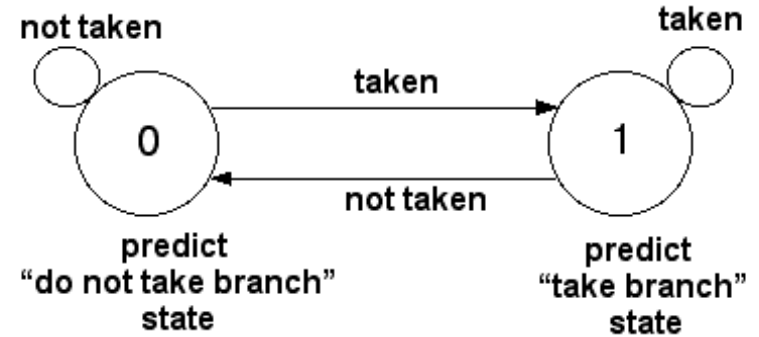 not taken
taken
taken
0
1
not taken
predict
“do not take branch”
state
predict
“take branch”
state